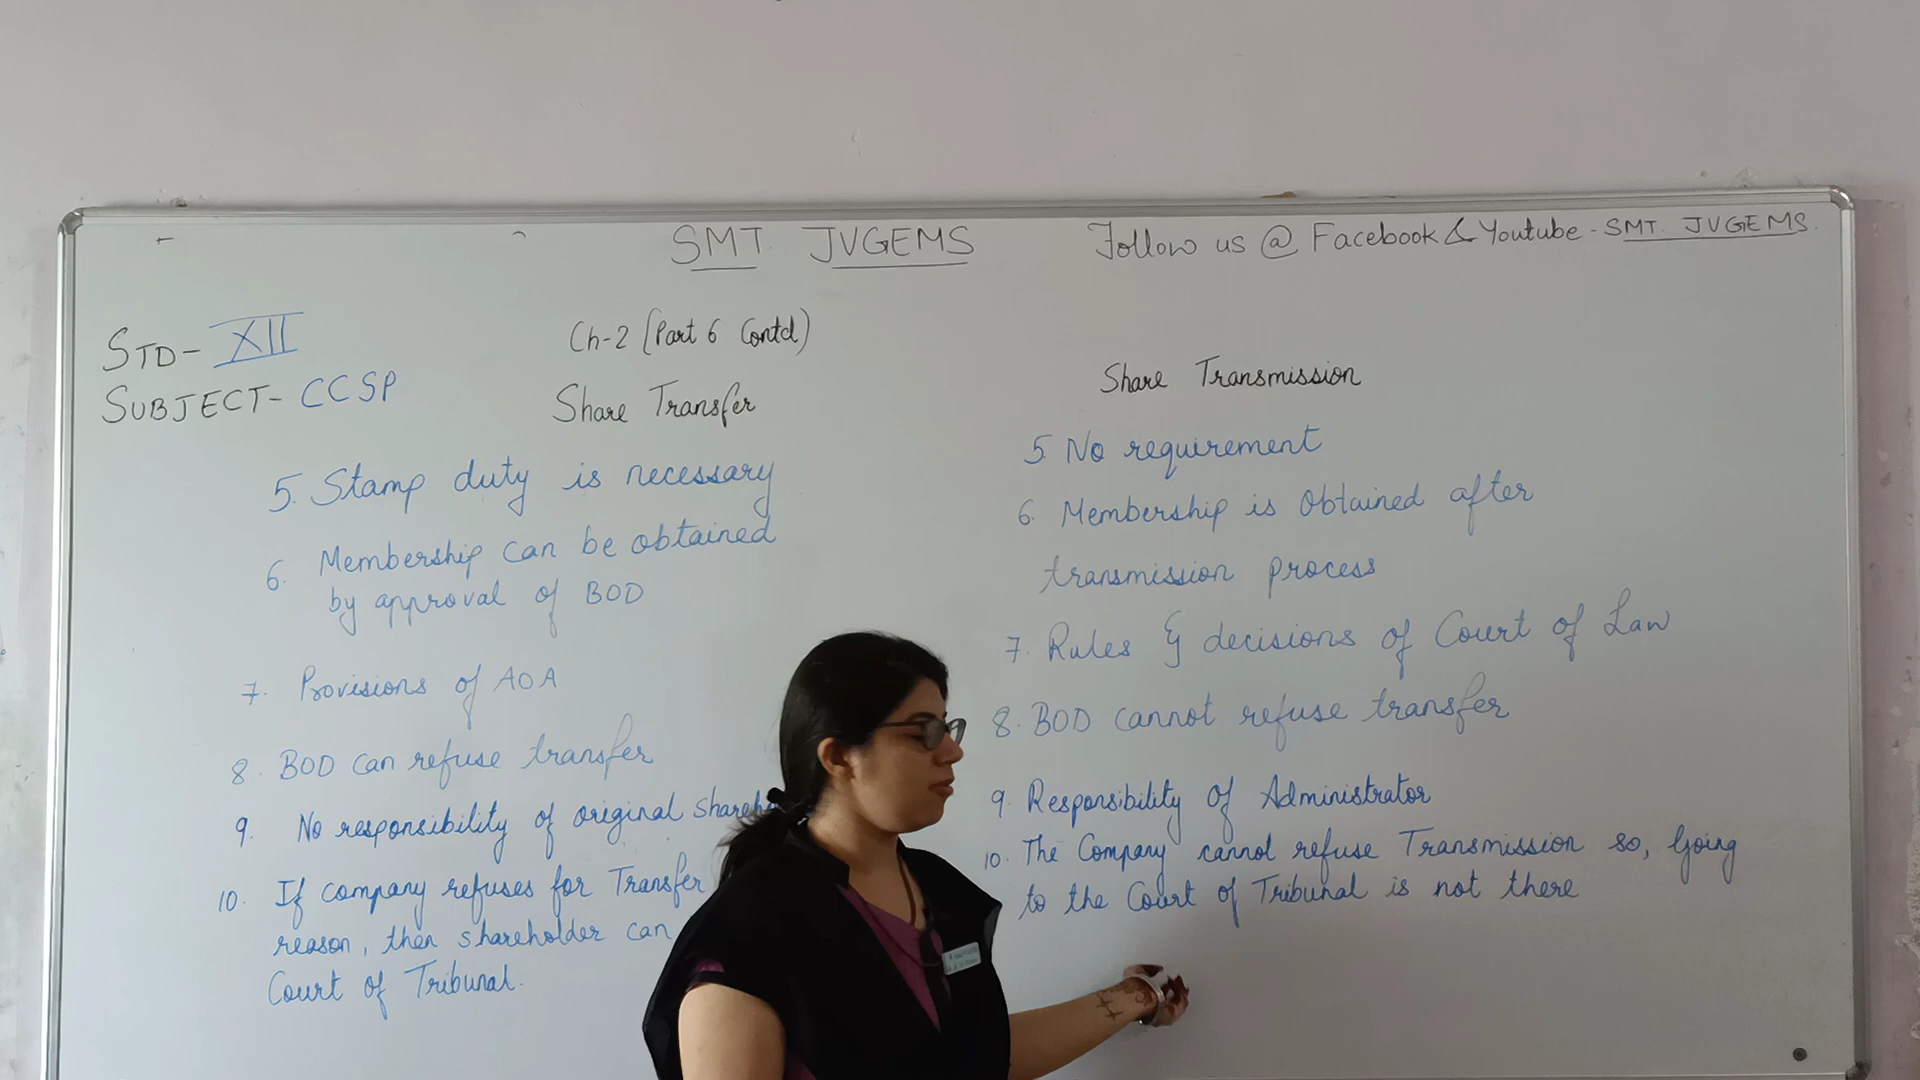 SMT. JVGEMS
Follow us @ Facebook & Youtube - SMT. JVGEMS.
STD- XII
SUBJECT- CCSP
Ch-2 (Part 6 Contd)
Share Transfer
5. Stamp duty is necessary
6. Membership can be obtained
by approval of BOD
7. Provisions of AOA
8. BOD can refuse transfer
9. No responsibility of original
10. If company refuses for Transfer
reason, then shareholder can
Court of Tribunal.
Share Transmission
5. No requirement
6. Membership is Obtained after
transmission process
7. Rules & decisions of Court of Law
8. BOD cannot refuse transfer
9. Responsibility of Administrator
10. The Company cannot refuse Transmission so, Going
to the Court of Tribunal is not there